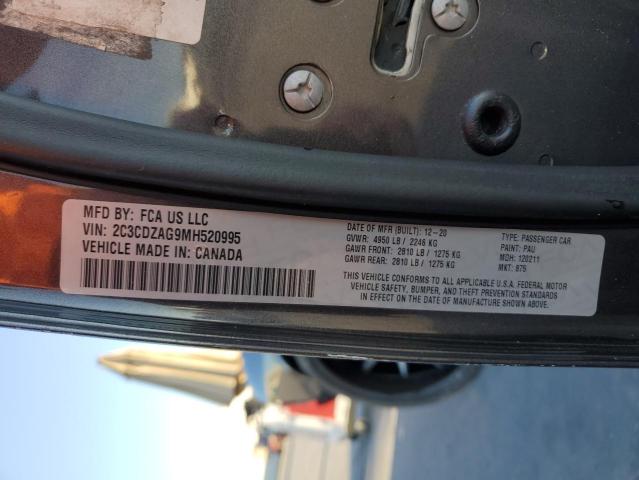 MFD BY: FCA US LLC
VIN: 2C3CDZAG9MH520995
VEHICLE MADE IN: CANADA
DATE OF MFR (BUILT): 12-20
GVWR: 4950 LB / 2246 KG
GAWR FRONT: 2810 LB / 1275 KG
GAWR REAR: 2810 LB / 1275 KG
TYPE: PASSENGER CAR
PAINT: PAU
MDH: 120211
MKT: 875
THIS VEHICLE CONFORMS TO ALL APPLICABLE U.S.A. FEDERAL MOTOR
VEHICLE SAFETY, BUMPER, AND THEFT PREVENTION STANDARDS
IN EFFECT ON THE DATE OF MANUFACTURE SHOWN ABOVE.